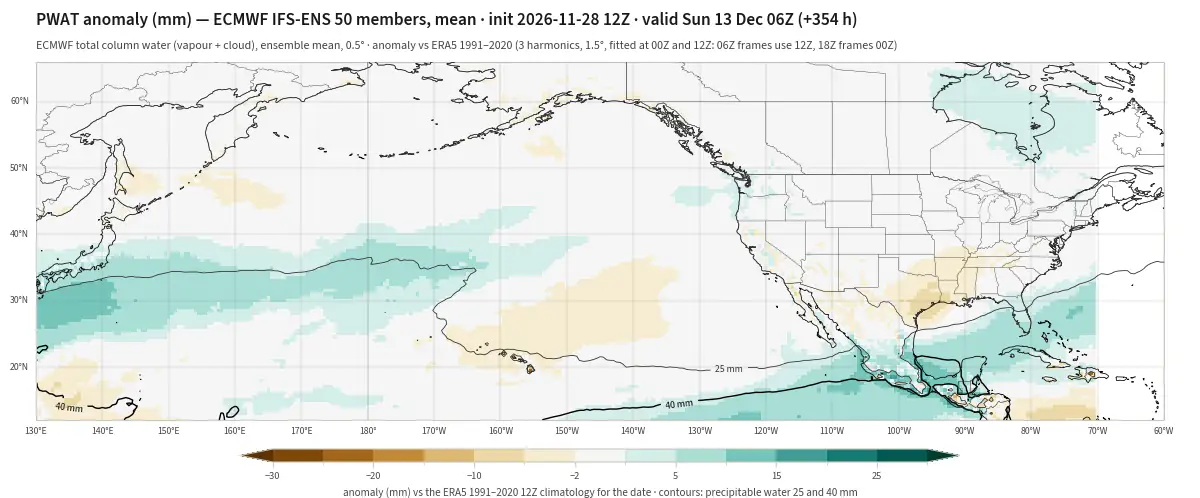 PWAT anomaly (mm) — ECMWF IFS-ENS 50 members, mean · init 2026-11-28 12Z · valid Sun 13 Dec 06Z (+354 h)
ECMWF total column water (vapour + cloud), ensemble mean, 0.5° · anomaly vs ERA5 1991–2020 (3 harmonics, 1.5°, fitted at 00Z and 12Z: 06Z frames use 12Z, 18Z frames 00Z)
60°N
50°N
40°N
30°N
20°N
25 mm
40 mm
40 mm
130°E 140°E 150°E 160°E 170°E 180° 170°W 160°W 150°W 140°W 130°W 120°W 110°W 100°W 90°W 80°W 70°W 60°W
−30 −20 −10 −2 5 15 25
anomaly (mm) vs the ERA5 1991–2020 12Z climatology for the date · contours: precipitable water 25 and 40 mm